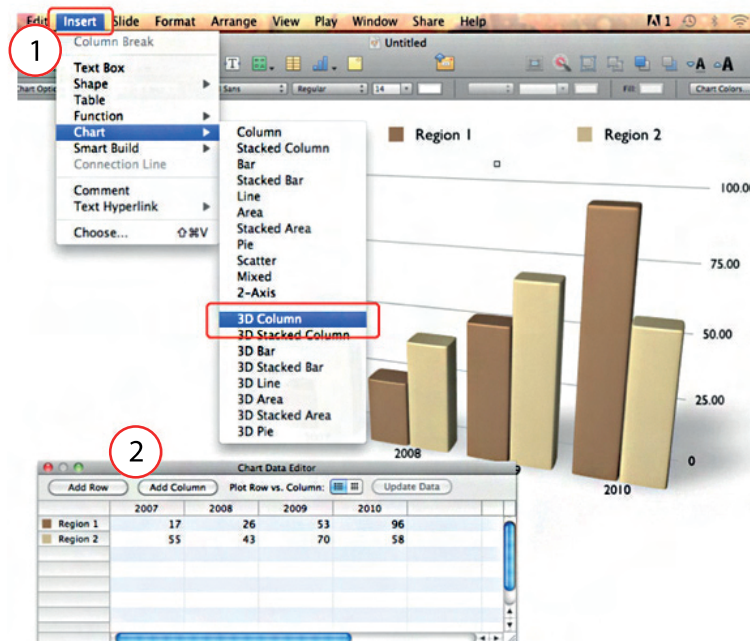 Edit Insert Slide Format Arrange View Play Window Share Help 1
1
Column Break
Untitled
Text Box
Shape
Table
Function
Chart
Smart Build
Connection Line
Comment
Text Hyperlink
Choose... ⇧⌘V
Chart Optio
Sans Regular 14 Fill Chart Colors...
T A A
Column
Stacked Column
Bar
Stacked Bar
Line
Area
Stacked Area
Pie
Scatter
Mixed
2-Axis
3D Column
3D Stacked Column
3D Bar
3D Stacked Bar
3D Line
3D Area
3D Stacked Area
3D Pie
Region 1 Region 2
100.00
75.00
50.00
25.00
0
2008
9
2010
2
Chart Data Editor
Add Row Add Column Plot Row vs. Column: Update Data
2007 2008 2009 2010
Region 1 17 26 53 96
Region 2 55 43 70 58